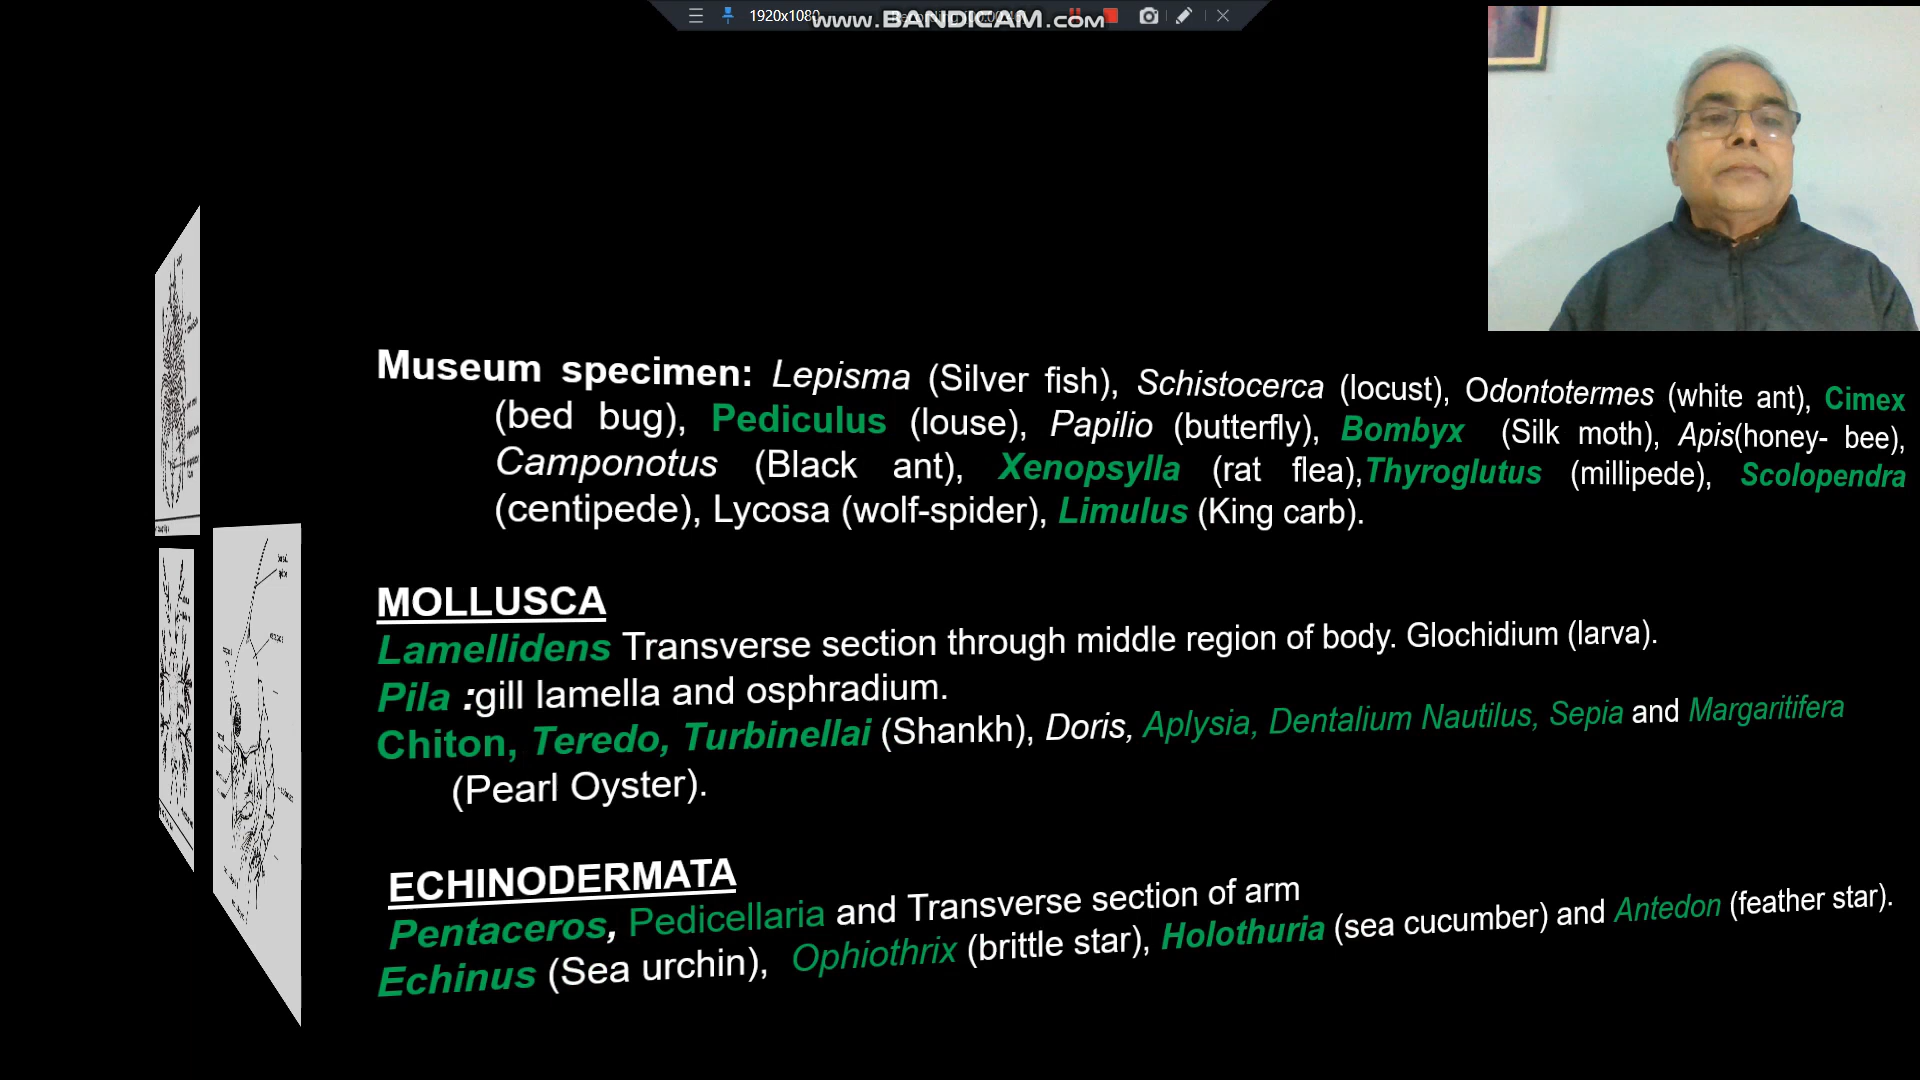 1920x1080
www.BANDICAM.com
Museum specimen: Lepisma (Silver fish), Schistocerca (locust), Odontotermes (white ant), Cimex
(bed bug), Pediculus (louse), Papilio (butterfly), Bombyx (Silk moth), Apis(honey- bee),
Camponotus (Black ant), Xenopsylla (rat flea),Thyroglutus (millipede), Scolopendra
(centipede), Lycosa (wolf-spider), Limulus (King carb).
MOLLUSCA
Lamellidens Transverse section through middle region of body. Glochidium (larva).
Pila :gill lamella and osphradium.
Chiton, Teredo, Turbinellai (Shankh), Doris, Aplysia, Dentalium Nautilus, Sepia and Margaritifera
(Pearl Oyster).
ECHINODERMATA
Pentaceros, Pedicellaria and Transverse section of arm
Echinus (Sea urchin), Ophiothrix (brittle star), Holothuria (sea cucumber) and Antedon (feather star).